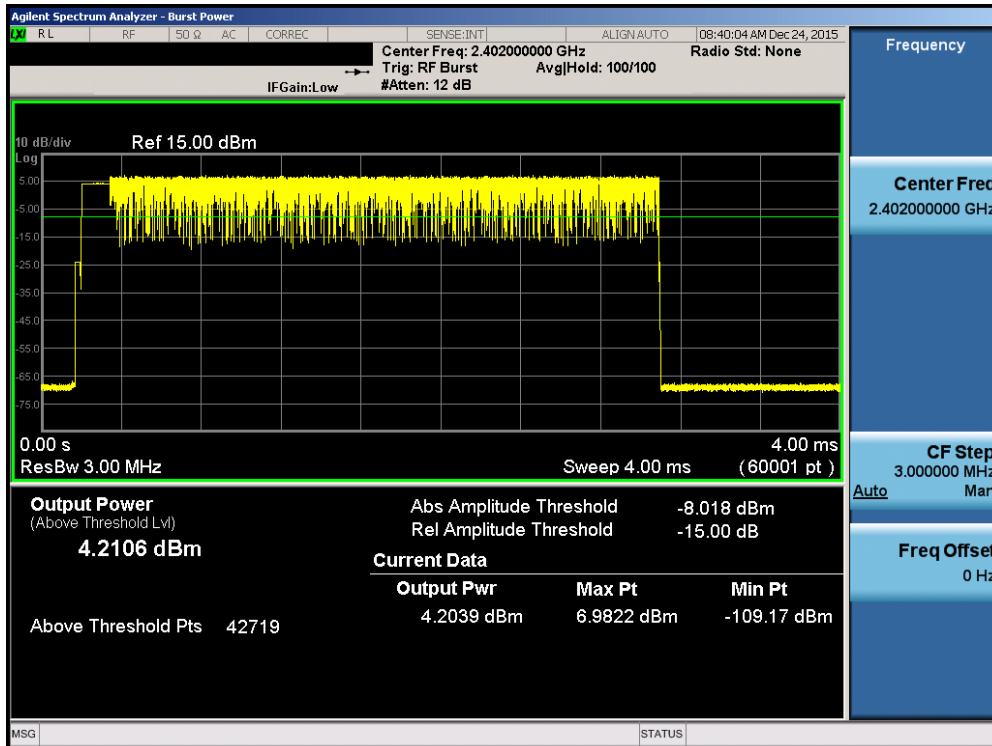 Agilent Spectrum Analyzer - Burst Power
LXI RL RF 50 Ω AC CORREC SENSE:INT ALIGN AUTO 08:40:04 AM Dec 24, 2015
Center Freq: 2.402000000 GHz Radio Std: None
Trig: RF Burst Avg|Hold: 100/100
IFGain:Low #Atten: 12 dB
10 dB/div Ref 15.00 dBm
Log
5.00
-5.00
-15.0
-25.0
-35.0
-45.0
-55.0
-65.0
-75.0
0.00 s 4.00 ms
ResBw 3.00 MHz Sweep 4.00 ms (60001 pt)
Output Power
(Above Threshold Lvl)
4.2106 dBm
Above Threshold Pts 42719
Abs Amplitude Threshold -8.018 dBm
Rel Amplitude Threshold -15.00 dB
Current Data
Output Pwr Max Pt Min Pt
4.2039 dBm 6.9822 dBm -109.17 dBm
Frequency
Center Freq
2.402000000 GHz
CF Step
3.000000 MHz
Auto Man
Freq Offset
0 Hz
MSG STATUS